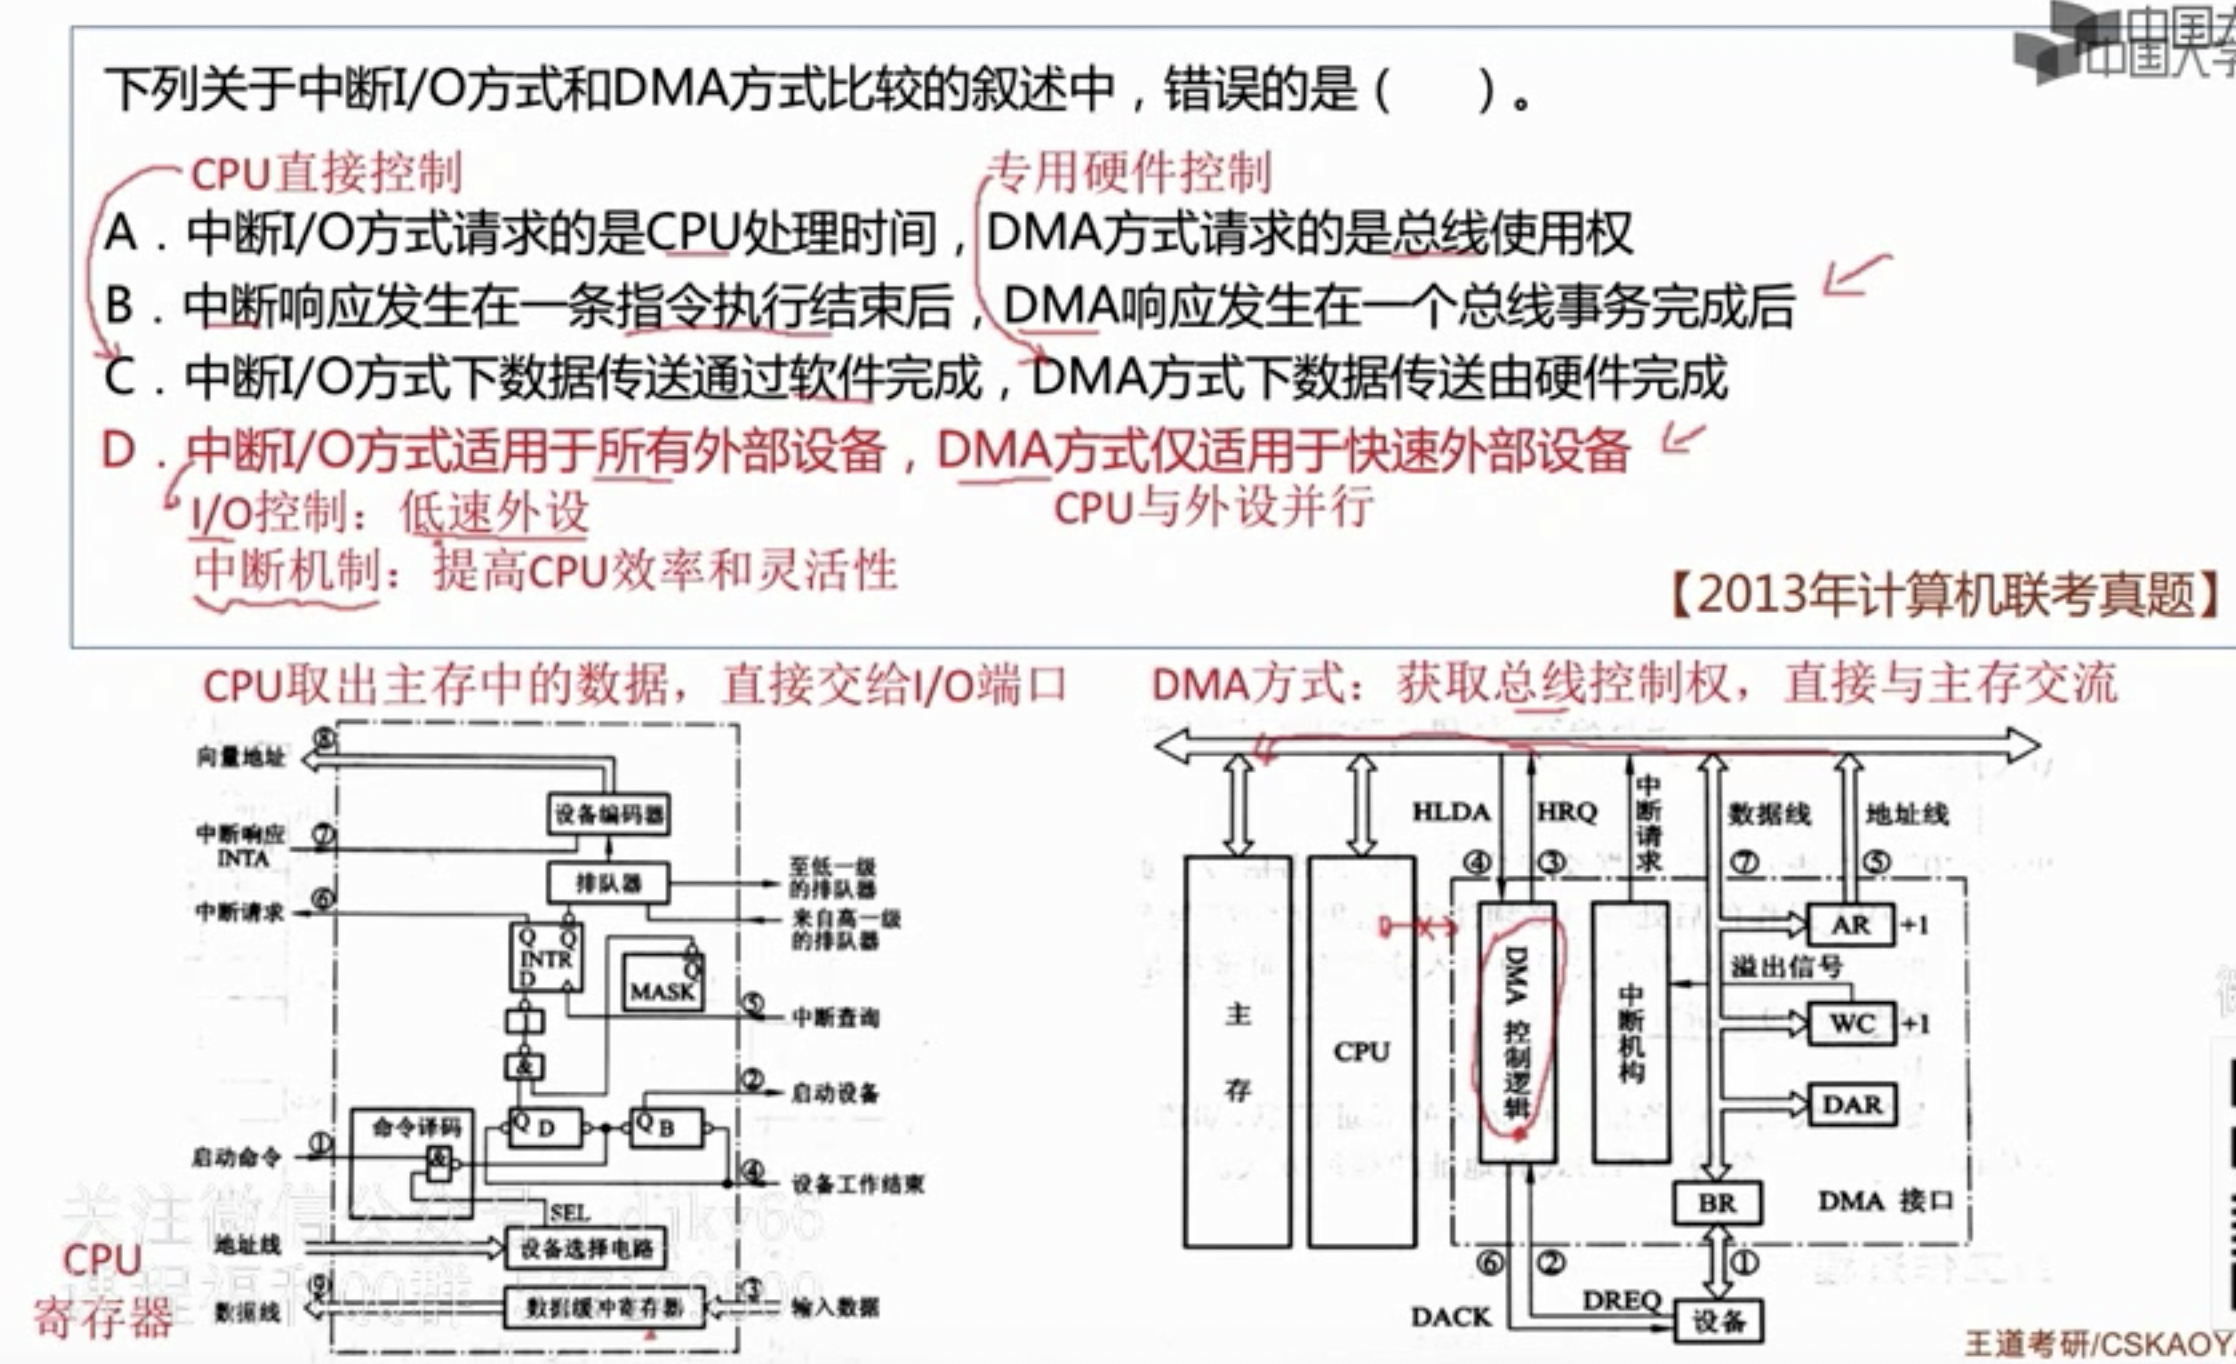 中国大
中国大学
下列关于中断I/O方式和DMA方式比较的叙述中，错误的是（ ）。
CPU直接控制
专用硬件控制
A．中断I/O方式请求的是CPU处理时间，DMA方式请求的是总线使用权
B．中断响应发生在一条指令执行结束后，DMA响应发生在一个总线事务完成后
C．中断I/O方式下数据传送通过软件完成，DMA方式下数据传送由硬件完成
D．中断I/O方式适用于所有外部设备，DMA方式仅适用于快速外部设备
I/O控制：低速外设
CPU与外设并行
中断机制：提高CPU效率和灵活性
【2013年计算机联考真题】
CPU取出主存中的数据，直接交给I/O端口
向量地址
⑧
设备编码器
中断响应
INTA
⑦
排队器
至低一级
的排队器
中断请求
⑥
来自高一级
的排队器
Q
Q
INTR
D
Q
MASK
⑤
中断查询
&
②
启动设备
命令译码
Q D
Q B
启动命令
①
&
④
设备工作结束
SEL
地址线
设备选择电路
CPU
寄存器
数据线
⑨
数据缓冲寄存器
③
输入数据
关注微信公众号
DMA方式：获取总线控制权，直接与主存交流
HLDA
HRQ
中断请求
数据线
地址线
④
③
⑦
⑤
主存
CPU
DMA 控制逻辑
中断机构
AR
+1
溢出信号
WC
+1
DAR
BR
DMA 接口
⑥
②
①
DACK
DREQ
设备
王道考研/CSKAOY